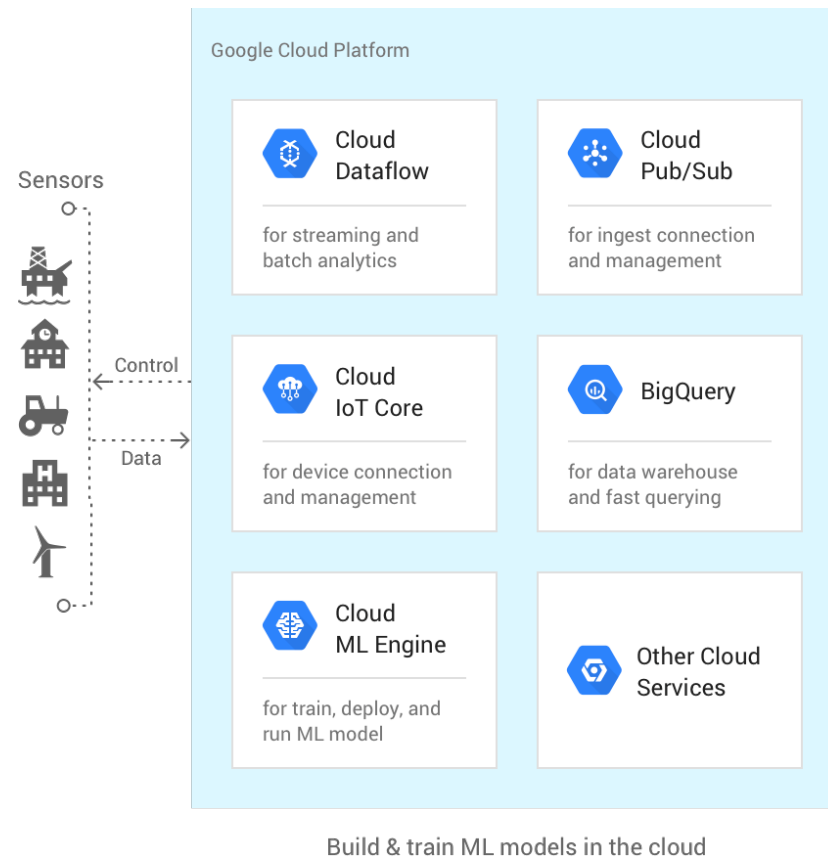 Google Cloud Platform
Sensors
Control
Data
Cloud
Dataflow
for streaming and
batch analytics
Cloud
Pub/Sub
for ingest connection
and management
Cloud
IoT Core
for device connection
and management
BigQuery
for data warehouse
and fast querying
Cloud
ML Engine
for train, deploy, and
run ML model
Other Cloud
Services
Build & train ML models in the cloud